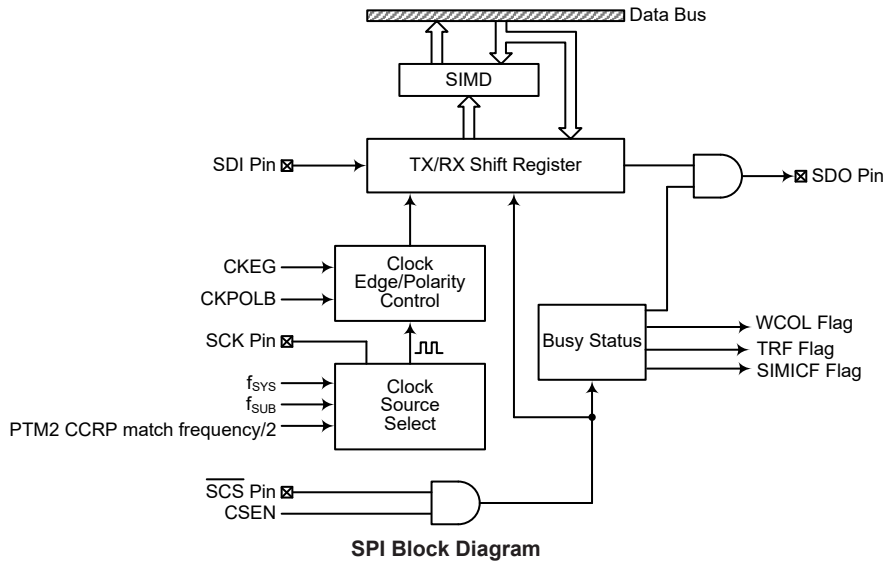 Data Bus
SIMD
SDI Pin
TX/RX Shift Register
SDO Pin
CKEG
CKPOLB
Clock
Edge/Polarity
Control
SCK Pin
Busy Status
WCOL Flag
TRF Flag
SIMICF Flag
fSYS
fSUB
PTM2 CCRP match frequency/2
Clock
Source
Select
SCS Pin
CSEN
SPI Block Diagram